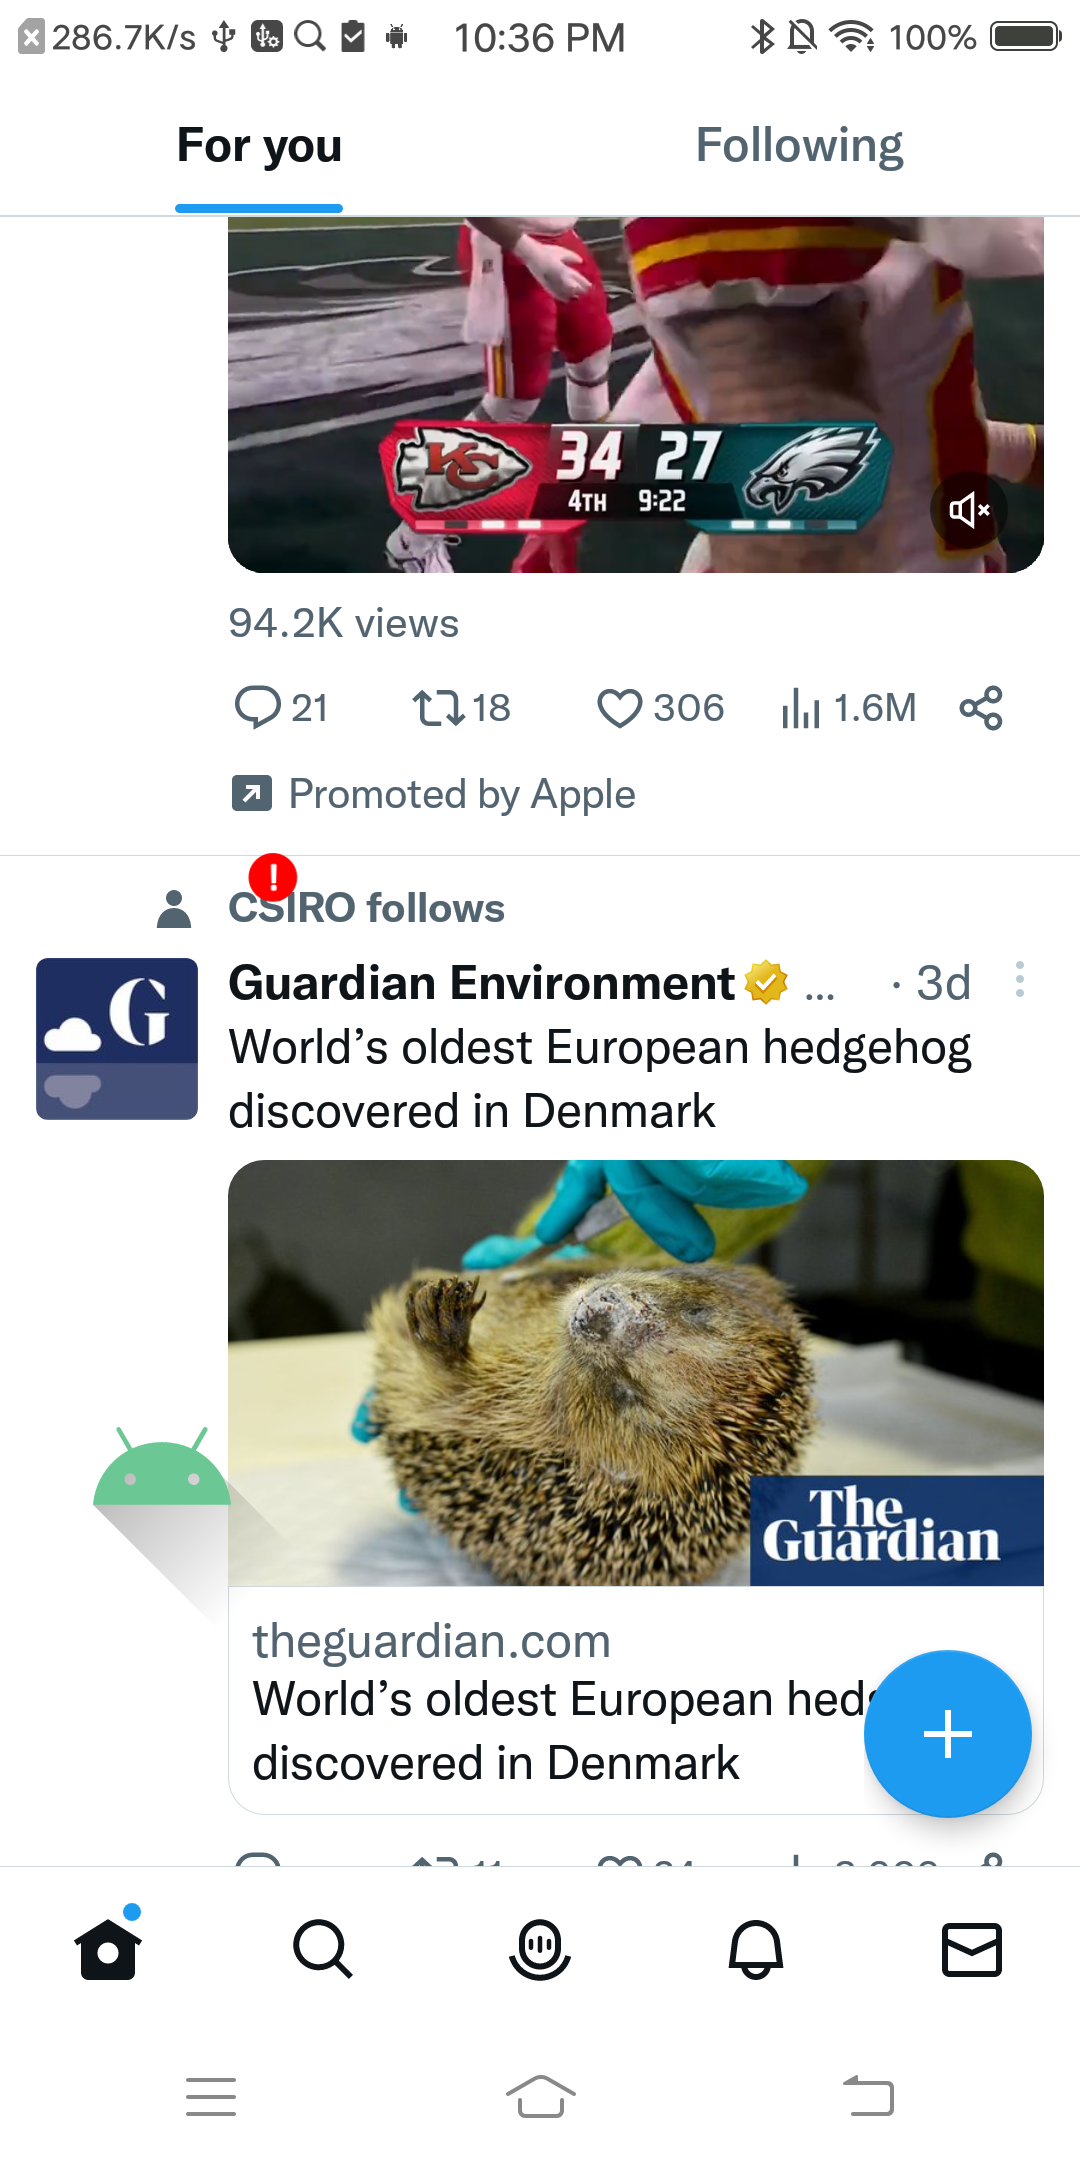 286.7K/s 10:36 PM 100%
For you Following
KC 34 27
4TH 9:22
94.2K views
21 18 306 1.6M
Promoted by Apple
CSIRO follows
G Guardian Environment ... · 3d
World’s oldest European hedgehog
discovered in Denmark
The
Guardian
theguardian.com
World’s oldest European
discovered in Denmark